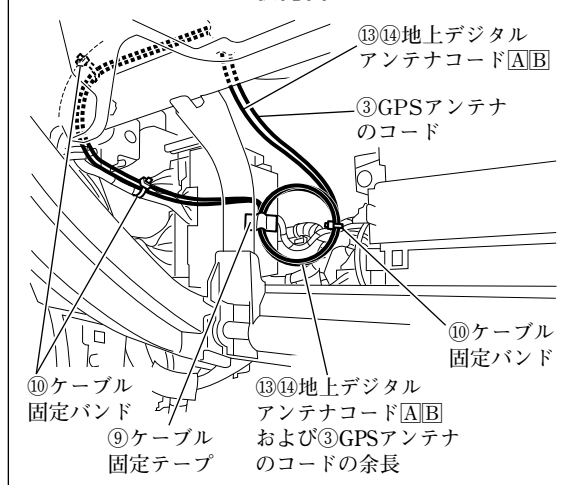 ⑬⑭地上デジタル
アンテナコードAB
③GPSアンテナ
のコード
⑩ケーブル
固定バンド
⑩ケーブル
固定バンド
⑨ケーブル
固定テープ
⑬⑭地上デジタル
アンテナコードAB
および③GPSアンテナ
のコードの余長